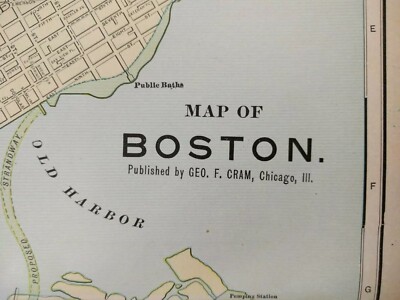 E
Public Baths
MAP OF
BOSTON.
Published by GEO. F. CRAM, Chicago, Ill.
OLD HARBOR
STRANDWAY
PROPOSED
F
G
Pumping Station